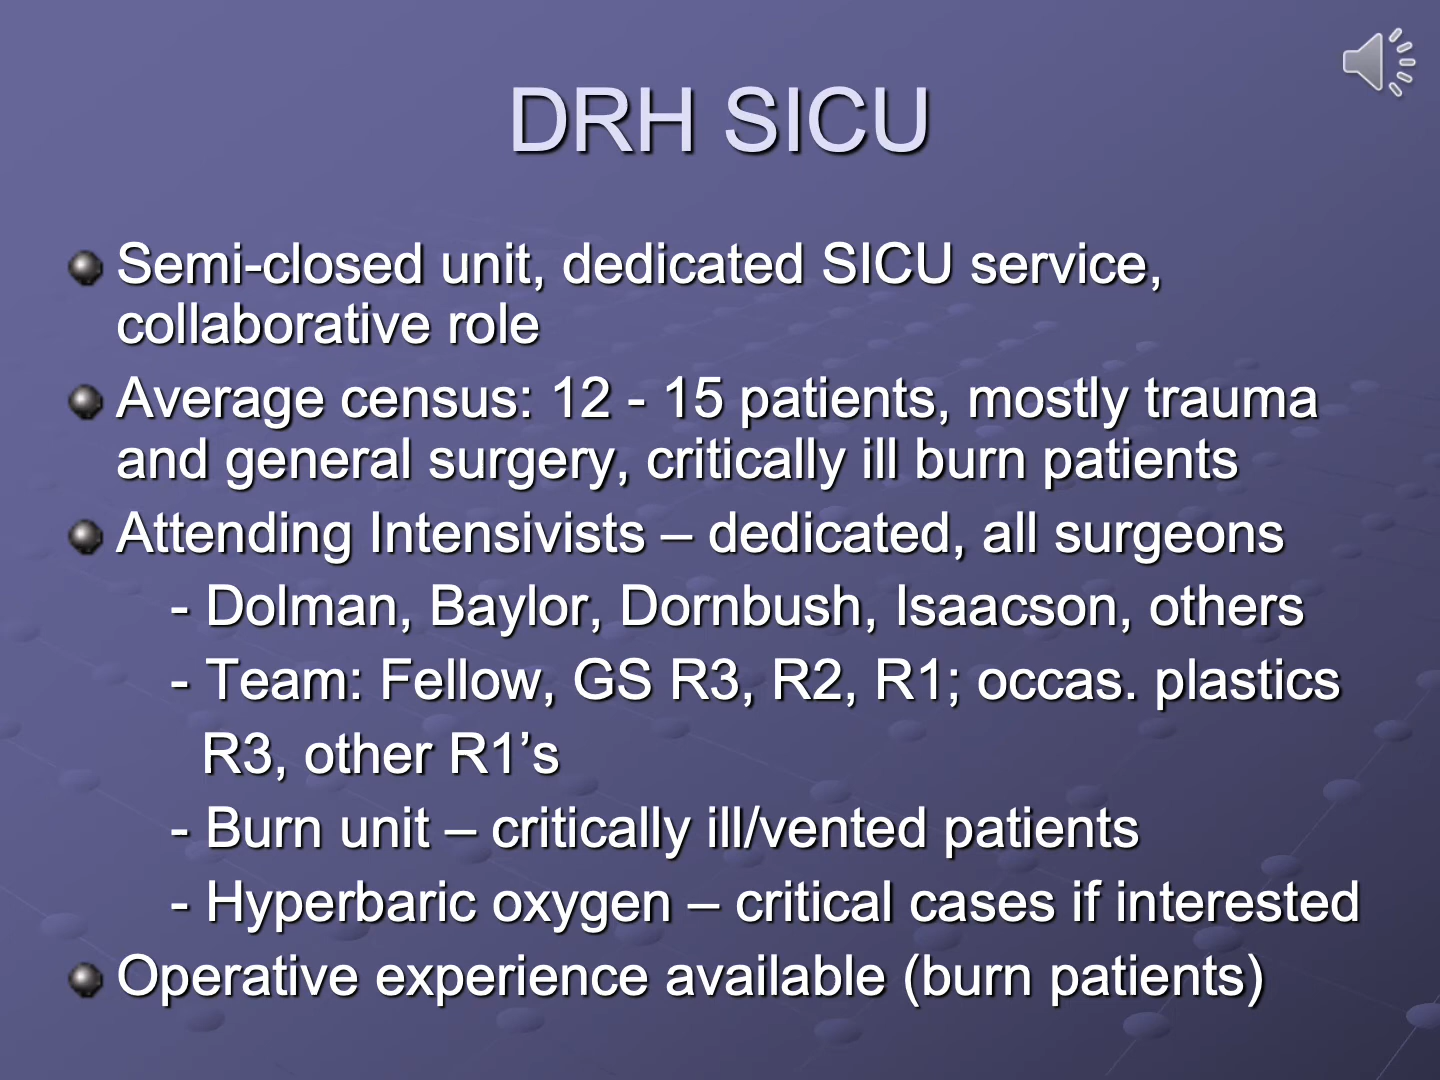 DRH SICU
Semi-closed unit, dedicated SICU service,
collaborative role
Average census: 12 - 15 patients, mostly trauma
and general surgery, critically ill burn patients
Attending Intensivists – dedicated, all surgeons
- Dolman, Baylor, Dornbush, Isaacson, others
- Team: Fellow, GS R3, R2, R1; occas. plastics
R3, other R1’s
- Burn unit – critically ill/vented patients
- Hyperbaric oxygen – critical cases if interested
Operative experience available (burn patients)